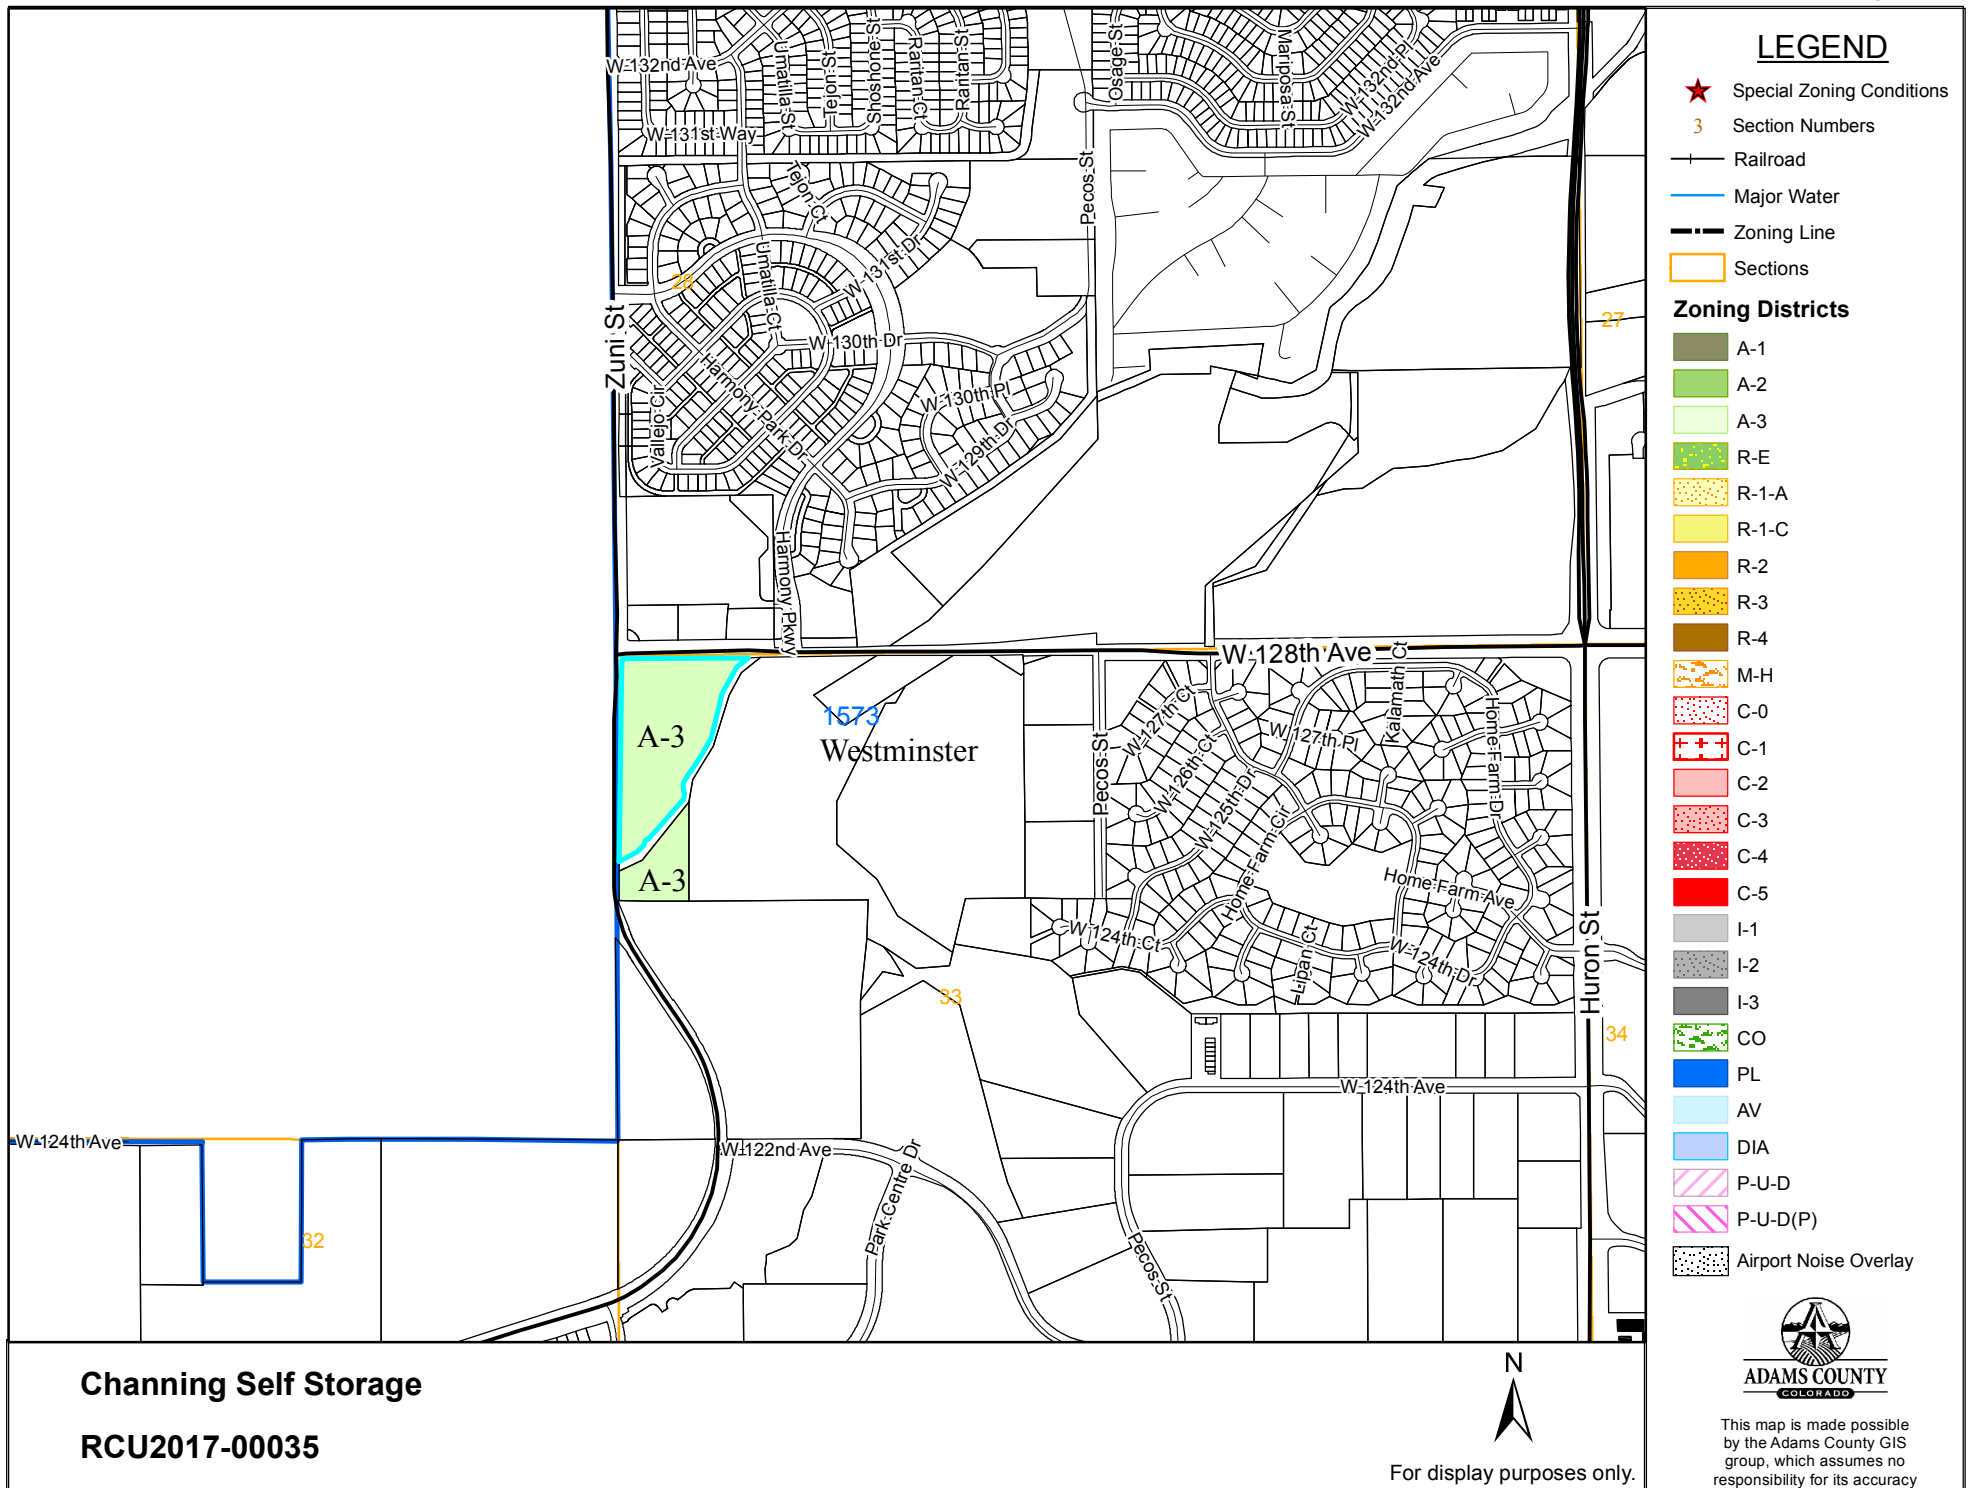 W 132nd Ave
Umatilla St
Tejon St
Shoshone St
Raritan Ct
Raritan St
Osage St
Mariposa St
W 132nd Pl
W 132nd Ave
W 131st Way
Tejon Ct
Pecos St
Umatilla Ct
W 131st Dr
28
27
Zuni St
W 130th Dr
Harmony Park Dr
Vallejo Cir
W 130th Pl
W 129th Dr
Harmony Pkwy
W 128th Ave
Kalamath Ct
A-3
1573
Westminster
W 127th Ct
W 127th Pl
Home Farm Dr
W 126th Ct
Pecos St
W 125th Dr
Home Farm Cir
A-3
Home Farm Ave
W 124th Ct
Lipan Ct
W 124th Dr
Huron St
33
34
W 124th Ave
W 124th Ave
W 122nd Ave
Park Centre Dr
Pecos St
32
LEGEND
Special Zoning Conditions
3 Section Numbers
Railroad
Major Water
Zoning Line
Sections
Zoning Districts
A-1
A-2
A-3
R-E
R-1-A
R-1-C
R-2
R-3
R-4
M-H
C-0
C-1
C-2
C-3
C-4
C-5
I-1
I-2
I-3
CO
PL
AV
DIA
P-U-D
P-U-D(P)
Airport Noise Overlay
ADAMS COUNTY
COLORADO
This map is made possible
by the Adams County GIS
group, which assumes no
responsibility for its accuracy
Channing Self Storage
RCU2017-00035
N
For display purposes only.